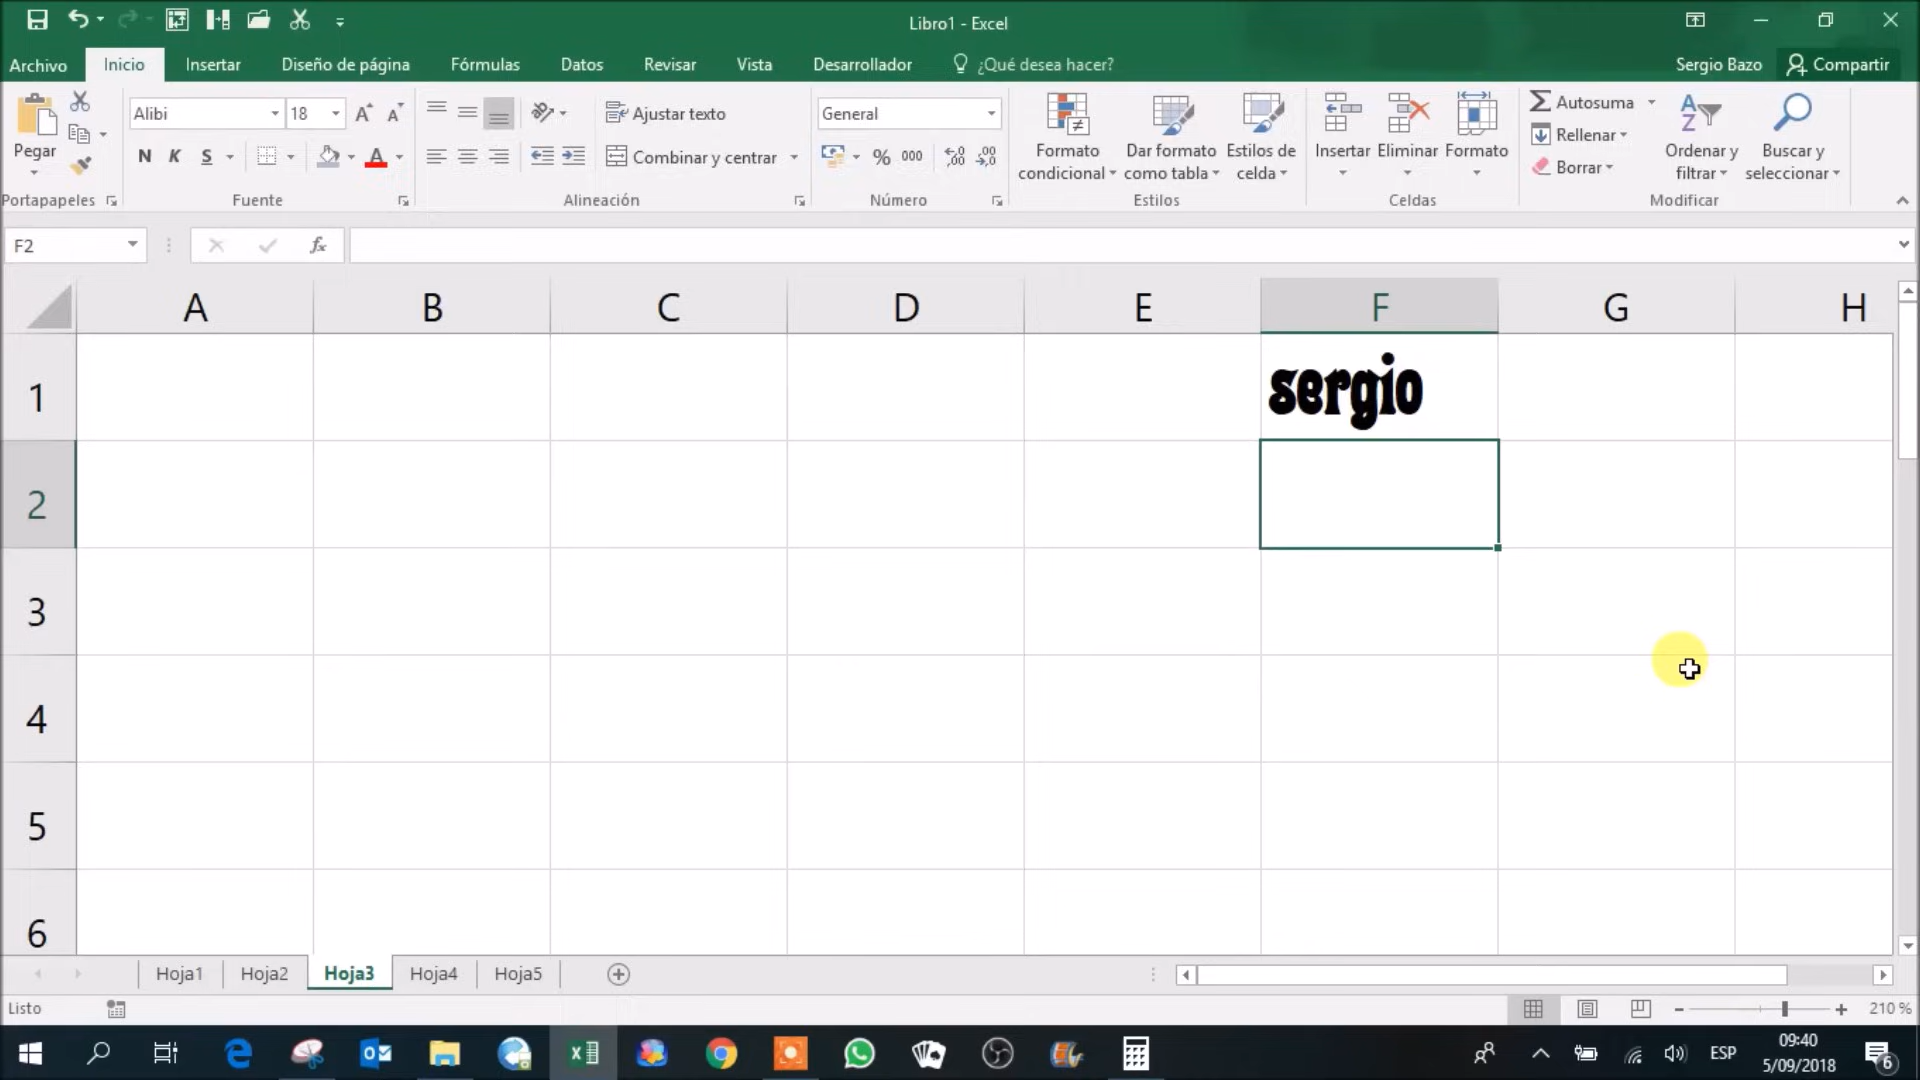 Libro1 - Excel
Archivo Inicio Insertar Diseño de página Fórmulas Datos Revisar Vista Desarrollador ¿Qué desea hacer? Sergio Bazo Compartir
Pegar
Portapapeles
Alibi 18
N K S A
Fuente
Ajustar texto
Combinar y centrar
Alineación
General
% 000
Número
Formato condicional
Dar formato como tabla
Estilos de celda
Estilos
Insertar Eliminar Formato
Celdas
Autosuma
Rellenar
Borrar
Ordenar y filtrar
Buscar y seleccionar
Modificar
F2 fx
A B C D E F G H
1 sergio
2
3
4
5
6
Hoja1 Hoja2 Hoja3 Hoja4 Hoja5
Listo 210 %
ESP 09:40
5/09/2018 6